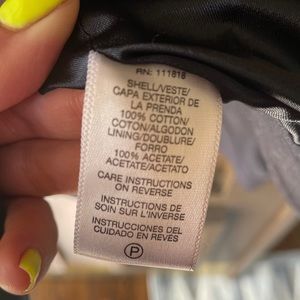 RN: 111818
SHELL/VESTE/
CAPA EXTERIOR DE
LA PRENDA
100% COTTON/
COTON/ALGODON
LINING/DOUBLURE/
FORRO
100% ACETATE/
ACETATE/ACETATO
CARE INSTRUCTIONS
ON REVERSE
INSTRUCTIONS DE
SOIN SUR L'INVERSE
INSTRUCCIONES DEL
CUIDADO EN REVES
P